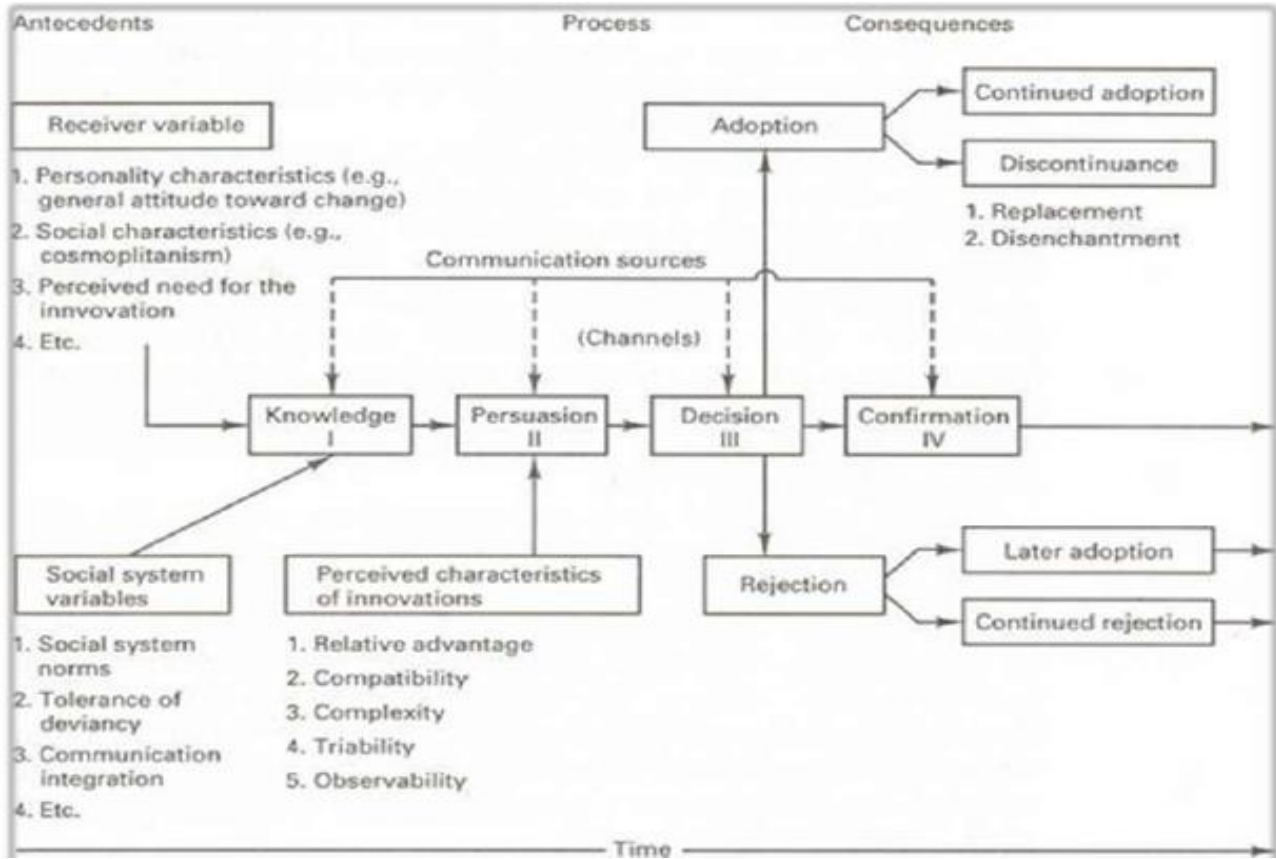 Antecedents
Process
Consequences
Receiver variable
1. Personality characteristics (e.g.,
general attitude toward change)
2. Social characteristics (e.g.,
cosmoplitanism)
3. Perceived need for the
innvovation
4. Etc.
Adoption
Continued adoption
Discontinuance
1. Replacement
2. Disenchantment
Communication sources
(Channels)
Knowledge
I
Persuasion
II
Decision
III
Confirmation
IV
Social system
variables
1. Social system
norms
2. Tolerance of
deviancy
3. Communication
integration
4. Etc.
Perceived characteristics
of innovations
1. Relative advantage
2. Compatibility
3. Complexity
4. Triability
5. Observability
Rejection
Later adoption
Continued rejection
Time